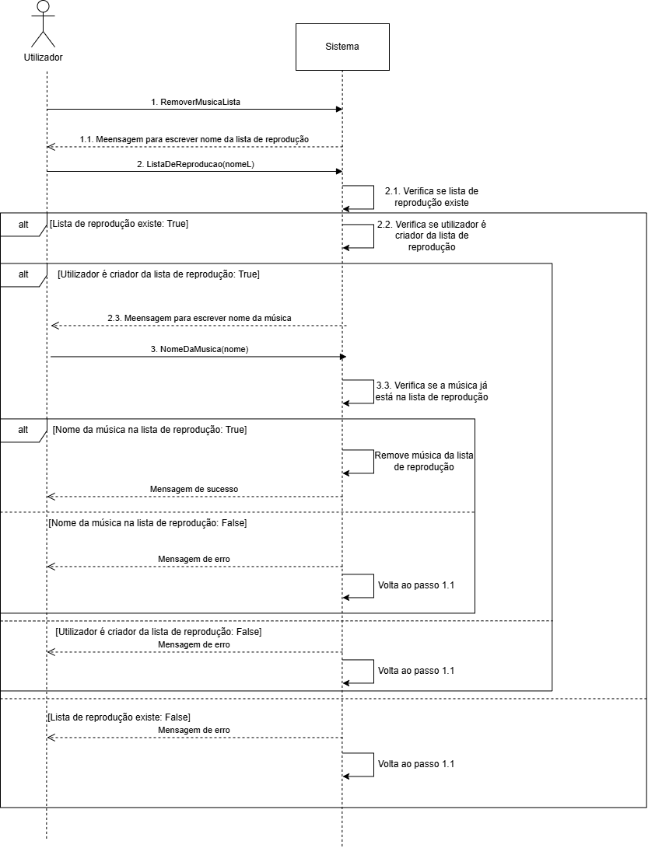 Utilizador
Sistema
1. RemoverMusicaLista
1.1. Meensagem para escrever nome da lista de reprodução
2. ListaDeReproducao(nomeL)
2.1. Verifica se lista de
reprodução existe
alt
[Lista de reprodução existe: True]
2.2. Verifica se utilizador é
criador da lista de
reprodução
alt
[Utilizador é criador da lista de reprodução: True]
2.3. Meensagem para escrever nome da música
3. NomeDaMusica(nome)
3.3. Verifica se a música já
está na lista de reprodução
alt
[Nome da música na lista de reprodução: True]
Remove música da lista
de reprodução
Mensagem de sucesso
[Nome da música na lista de reprodução: False]
Mensagem de erro
Volta ao passo 1.1
[Utilizador é criador da lista de reprodução: False]
Mensagem de erro
Volta ao passo 1.1
[Lista de reprodução existe: False]
Mensagem de erro
Volta ao passo 1.1